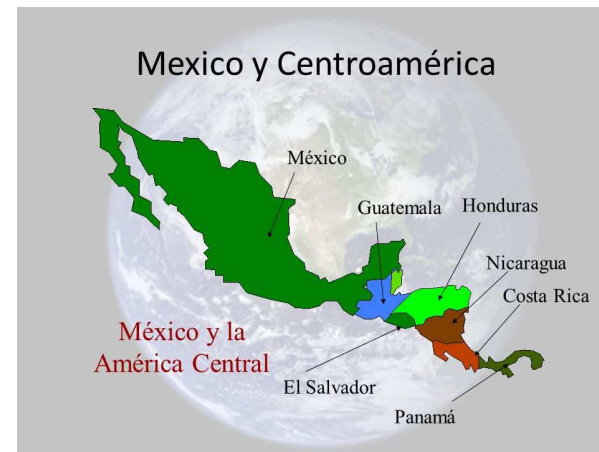 Mexico y Centroamérica
México
Guatemala
Honduras
Nicaragua
Costa Rica
México y la
América Central
El Salvador
Panamá